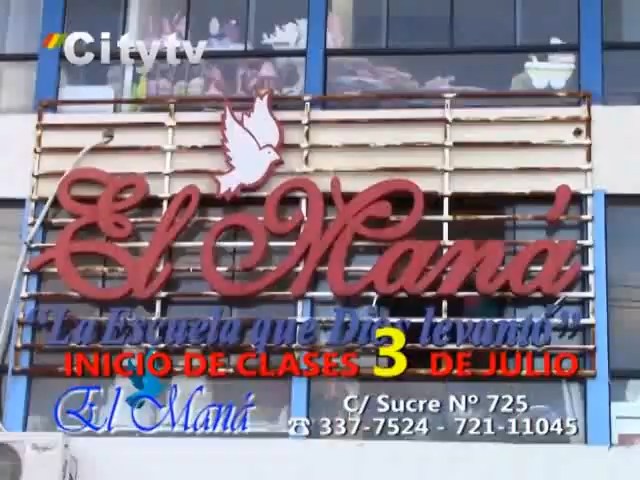 Citytv
El Maná
"La Escuela que Dios levantó"
INICIO DE CLASES 3 DE JULIO
El Maná
C/ Sucre Nº 725
☎ 337-7524 - 721-11045